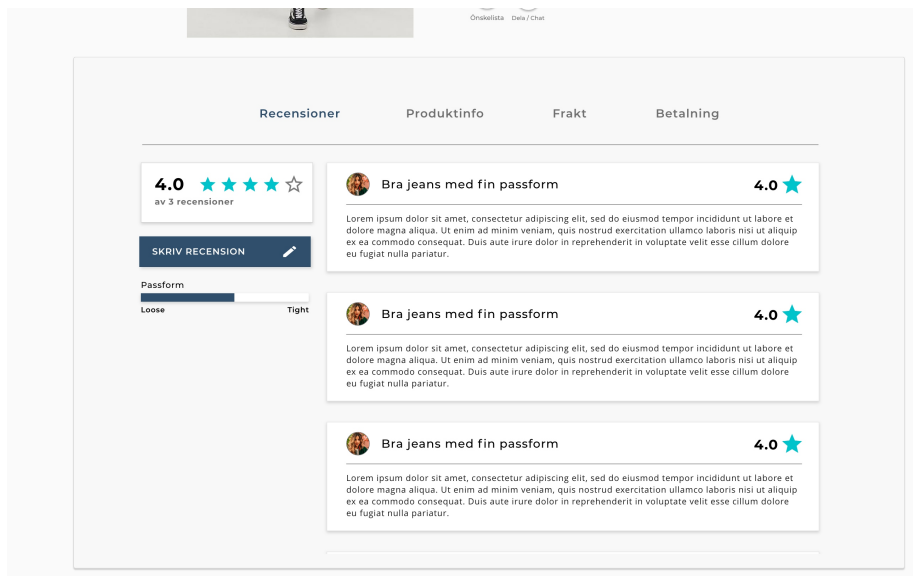 Önskelista Dela / Chat
Recensioner Produktinfo Frakt Betalning
4.0
av 3 recensioner
SKRIV RECENSION
Passform
Loose Tight
Bra jeans med fin passform 4.0
Lorem ipsum dolor sit amet, consectetur adipiscing elit, sed do eiusmod tempor incididunt ut labore et
dolore magna aliqua. Ut enim ad minim veniam, quis nostrud exercitation ullamco laboris nisi ut aliquip
ex ea commodo consequat. Duis aute irure dolor in reprehenderit in voluptate velit esse cillum dolore
eu fugiat nulla pariatur.
Bra jeans med fin passform 4.0
Lorem ipsum dolor sit amet, consectetur adipiscing elit, sed do eiusmod tempor incididunt ut labore et
dolore magna aliqua. Ut enim ad minim veniam, quis nostrud exercitation ullamco laboris nisi ut aliquip
ex ea commodo consequat. Duis aute irure dolor in reprehenderit in voluptate velit esse cillum dolore
eu fugiat nulla pariatur.
Bra jeans med fin passform 4.0
Lorem ipsum dolor sit amet, consectetur adipiscing elit, sed do eiusmod tempor incididunt ut labore et
dolore magna aliqua. Ut enim ad minim veniam, quis nostrud exercitation ullamco laboris nisi ut aliquip
ex ea commodo consequat. Duis aute irure dolor in reprehenderit in voluptate velit esse cillum dolore
eu fugiat nulla pariatur.